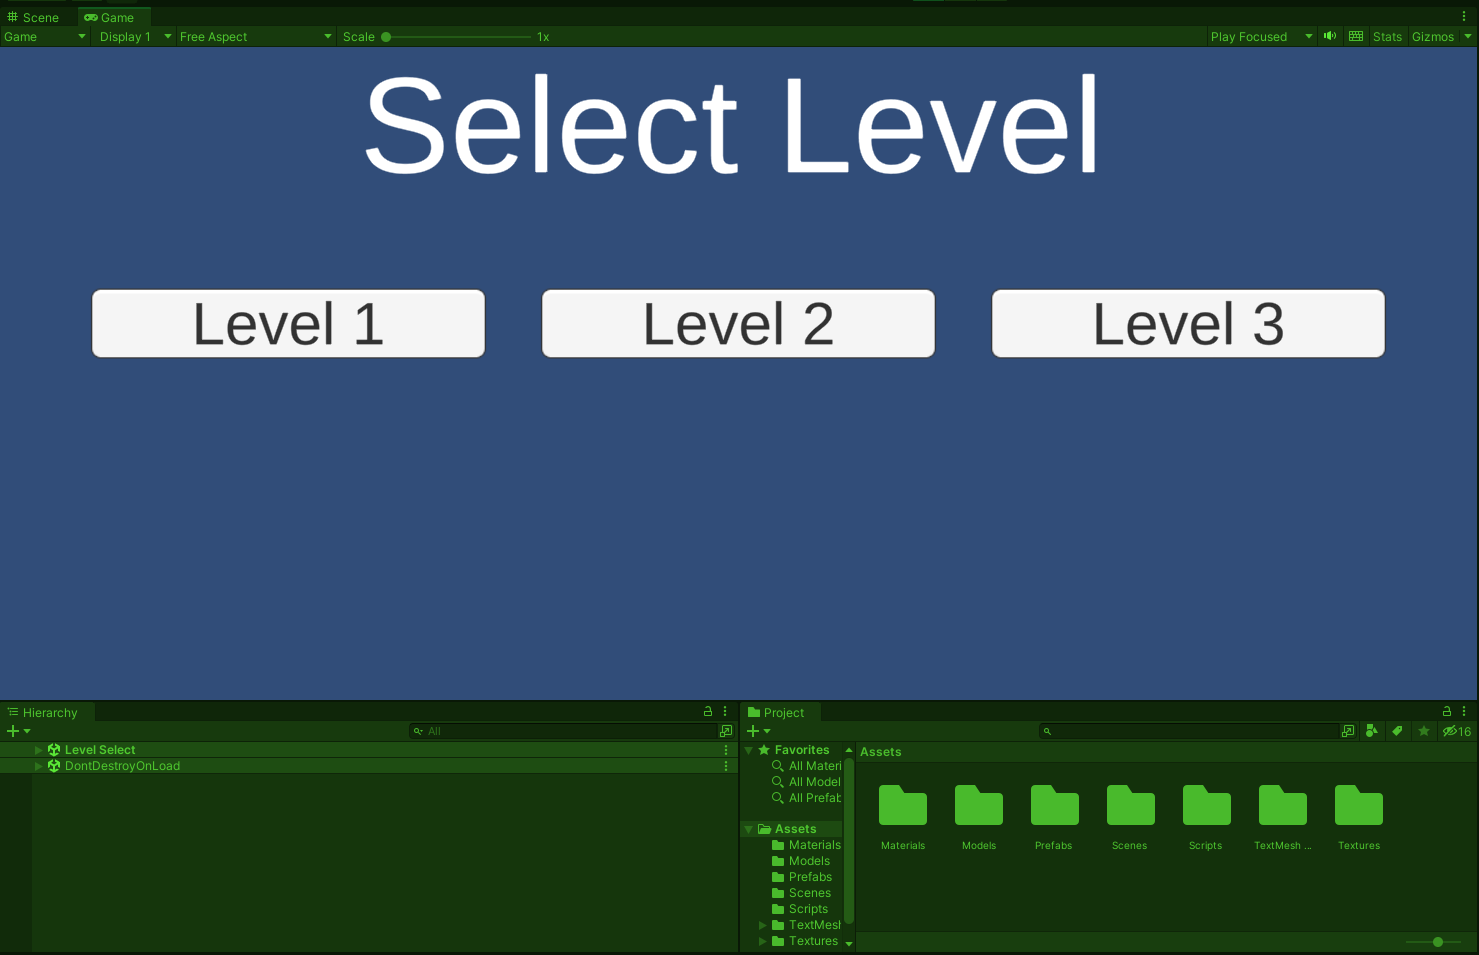 Scene Game
Game Display 1 Free Aspect Scale 1x Play Focused Stats Gizmos
Select Level
Level 1 Level 2 Level 3
Hierarchy
All
Level Select
DontDestroyOnLoad
Project
16
Favorites
All Materi
All Model
All Prefab
Assets
Materials
Models
Prefabs
Scenes
Scripts
TextMesh
Textures
Assets
Materials Models Prefabs Scenes Scripts TextMesh ... Textures